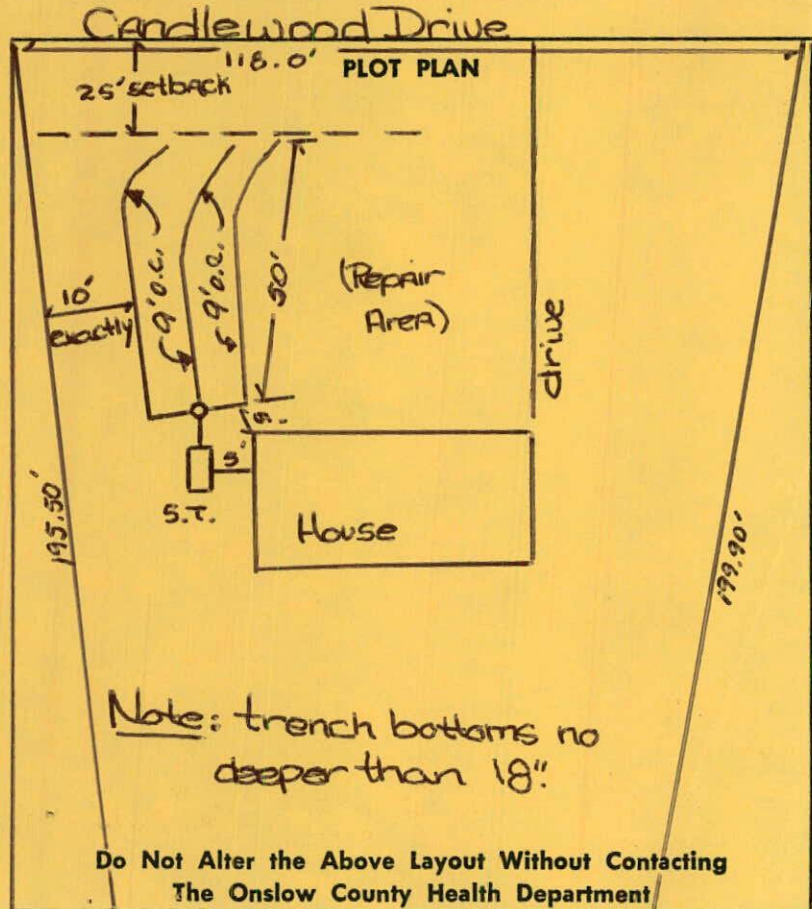 Candlewood Drive
118.0'
PLOT PLAN
25' setback
9' o.c.
9' o.c.
50'
10'
exactly
(Repair
Area)
drive
5'
S.T.
House
195.50'
199.90'
Note: trench bottoms no
deeper than 18".
Do Not Alter the Above Layout Without Contacting
The Onslow County Health Department